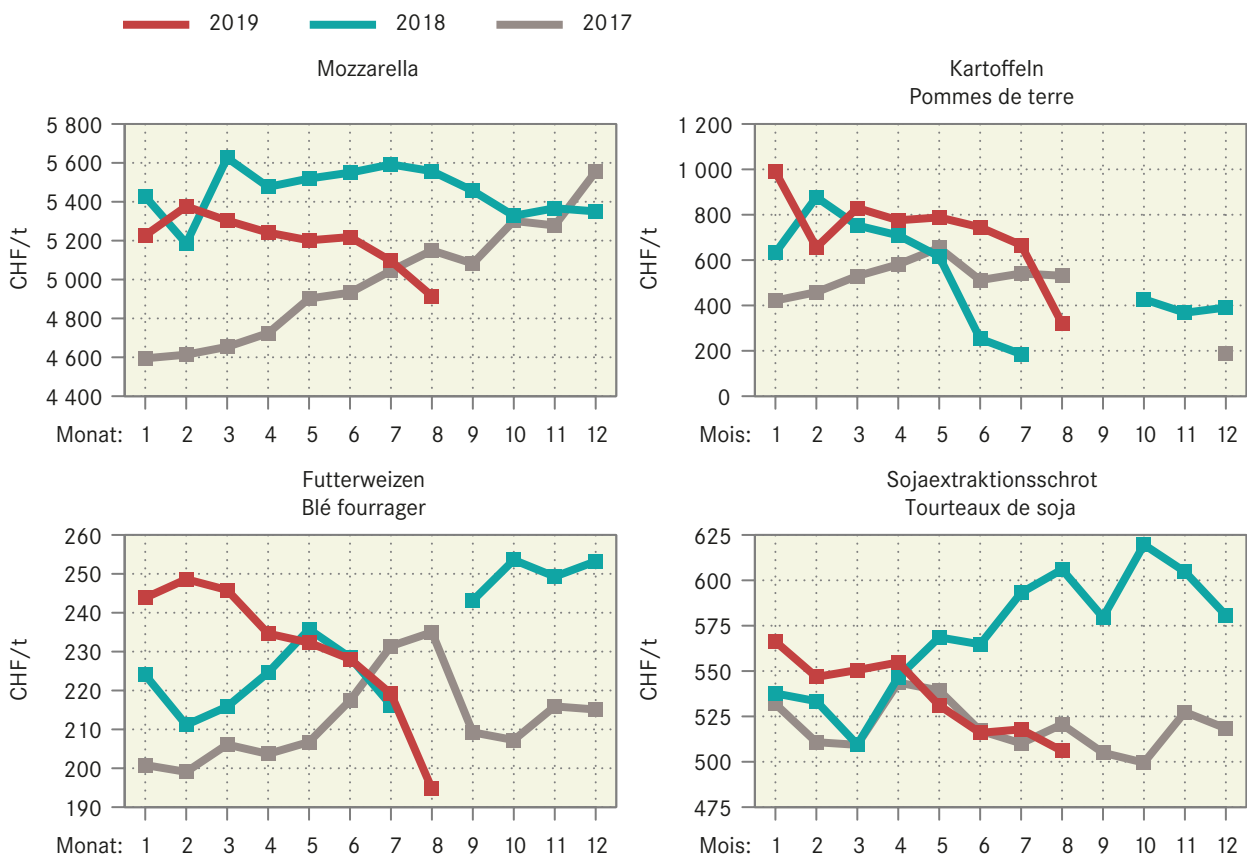 2019 2018 2017
Mozzarella
CHF/t
5 800
5 600
5 400
5 200
5 000
4 800
4 600
4 400
Monat: 1 2 3 4 5 6 7 8 9 10 11 12
Kartoffeln
Pommes de terre
CHF/t
1 200
1 000
800
600
400
200
0
Mois: 1 2 3 4 5 6 7 8 9 10 11 12
Futterweizen
Blé fourrager
CHF/t
260
250
240
230
220
210
200
190
Monat: 1 2 3 4 5 6 7 8 9 10 11 12
Sojaextraktionsschrot
Tourteaux de soja
CHF/t
625
600
575
550
525
500
475
Mois: 1 2 3 4 5 6 7 8 9 10 11 12